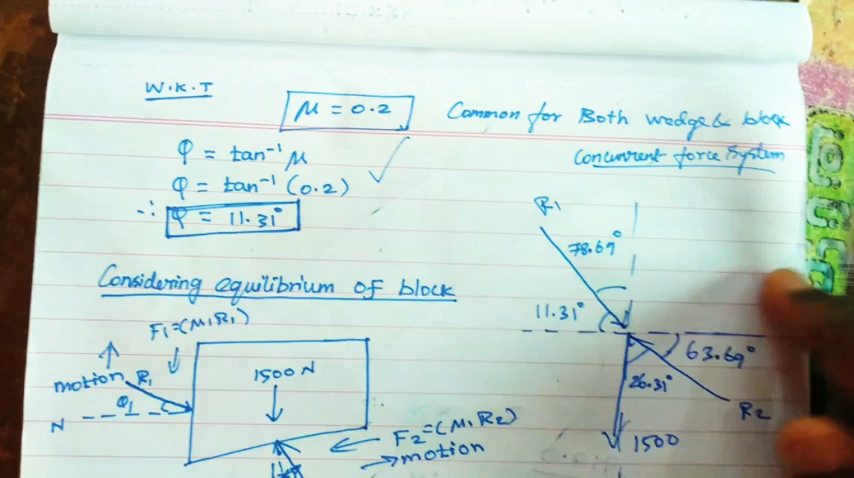 W.K.T
μ = 0.2
Common for Both wedge & block
Concurrent force system
φ = tan⁻¹ μ
φ = tan⁻¹ (0.2)
∴ φ = 11.31°
Considering equilibrium of block
R1
78.69°
11.31°
63.69°
26.31°
R2
1500
F1=(μ1R1)
motion
R1
φ1
N
1500 N
F2=(μ1R2)
motion